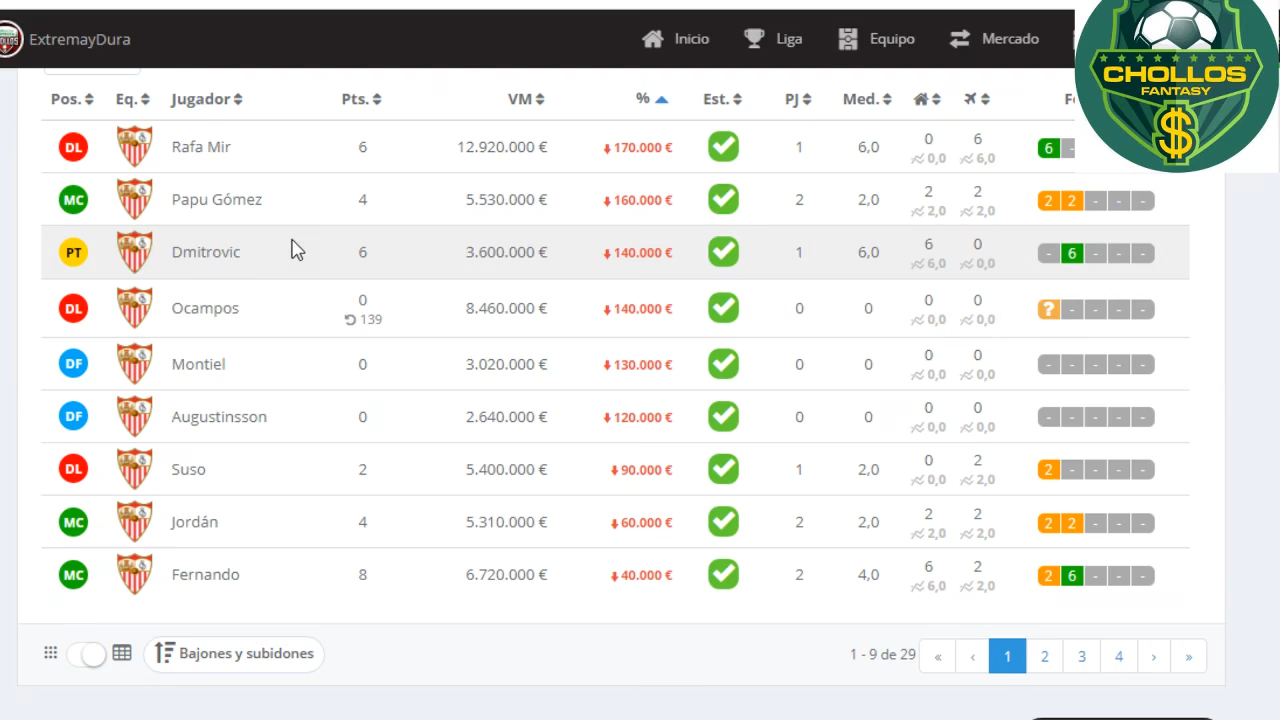 ExtremayDura Inicio Liga Equipo Mercado
CHOLLOS
FANTASY
$
Pos. Eq. Jugador Pts. VM % Est. PJ Med.
DL Rafa Mir 6 12.920.000 € 170.000 € 1 6,0 0 6 6 -
0,0 6,0
MC Papu Gómez 4 5.530.000 € 160.000 € 2 2,0 2 2 2 2 - - -
2,0 2,0
PT Dmitrovic 6 3.600.000 € 140.000 € 1 6,0 6 0 - 6 - - -
6,0 0,0
DL Ocampos 0 8.460.000 € 140.000 € 0 0 0 0 ? - - - -
139 0,0 0,0
DF Montiel 0 3.020.000 € 130.000 € 0 0 0 0 - - - - -
0,0 0,0
DF Augustinsson 0 2.640.000 € 120.000 € 0 0 0 0 - - - - -
0,0 0,0
DL Suso 2 5.400.000 € 90.000 € 1 2,0 0 2 2 - - - -
0,0 2,0
MC Jordán 4 5.310.000 € 60.000 € 2 2,0 2 2 2 2 - - -
2,0 2,0
MC Fernando 8 6.720.000 € 40.000 € 2 4,0 6 2 2 6 - - -
6,0 2,0
Bajones y subidones 1 - 9 de 29 « ‹ 1 2 3 4 › »